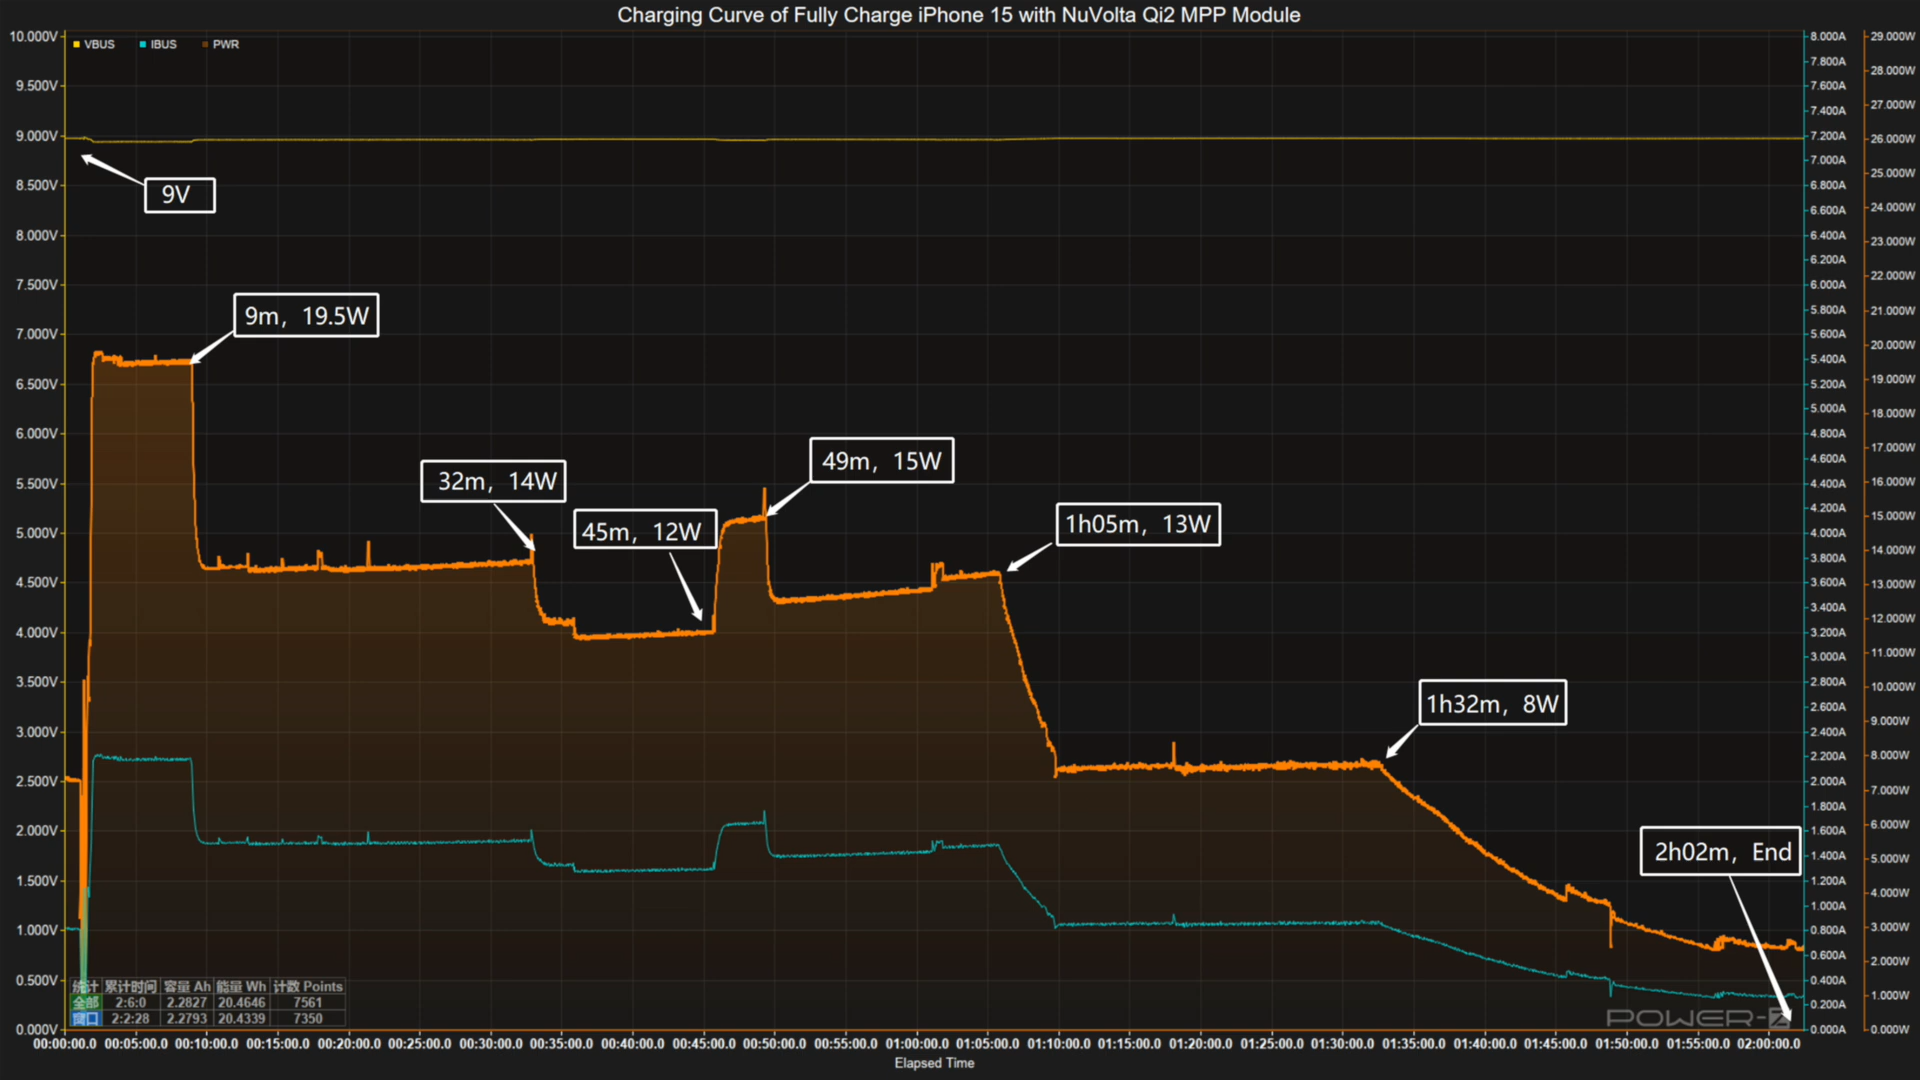 Charging Curve of Fully Charge iPhone 15 with NuVolta Qi2 MPP Module
VBUS IBUS PWR
10.000V
9.500V
9.000V
8.500V
8.000V
7.500V
7.000V
6.500V
6.000V
5.500V
5.000V
4.500V
4.000V
3.500V
3.000V
2.500V
2.000V
1.500V
1.000V
0.500V
0.000V
9V
9m, 19.5W
32m, 14W
45m, 12W
49m, 15W
1h05m, 13W
1h32m, 8W
2h02m, End
8.000A
7.800A
7.600A
7.400A
7.200A
7.000A
6.800A
6.600A
6.400A
6.200A
6.000A
5.800A
5.600A
5.400A
5.200A
5.000A
4.800A
4.600A
4.400A
4.200A
4.000A
3.800A
3.600A
3.400A
3.200A
3.000A
2.800A
2.600A
2.400A
2.200A
2.000A
1.800A
1.600A
1.400A
1.200A
1.000A
0.800A
0.600A
0.400A
0.200A
0.000A
29.000W
28.000W
27.000W
26.000W
25.000W
24.000W
23.000W
22.000W
21.000W
20.000W
19.000W
18.000W
17.000W
16.000W
15.000W
14.000W
13.000W
12.000W
11.000W
10.000W
9.000W
8.000W
7.000W
6.000W
5.000W
4.000W
3.000W
2.000W
1.000W
0.000W
统计 累计时间 容量 Ah 能量 Wh 计数 Points
全部 2:6:0 2.2827 20.4646 7561
窗口 2:2:28 2.2793 20.4339 7350
POWER-Z
00:00:00.0 00:05:00.0 00:10:00.0 00:15:00.0 00:20:00.0 00:25:00.0 00:30:00.0 00:35:00.0 00:40:00.0 00:45:00.0 00:50:00.0 00:55:00.0 01:00:00.0 01:05:00.0 01:10:00.0 01:15:00.0 01:20:00.0 01:25:00.0 01:30:00.0 01:35:00.0 01:40:00.0 01:45:00.0 01:50:00.0 01:55:00.0 02:00:00.0
Elapsed Time